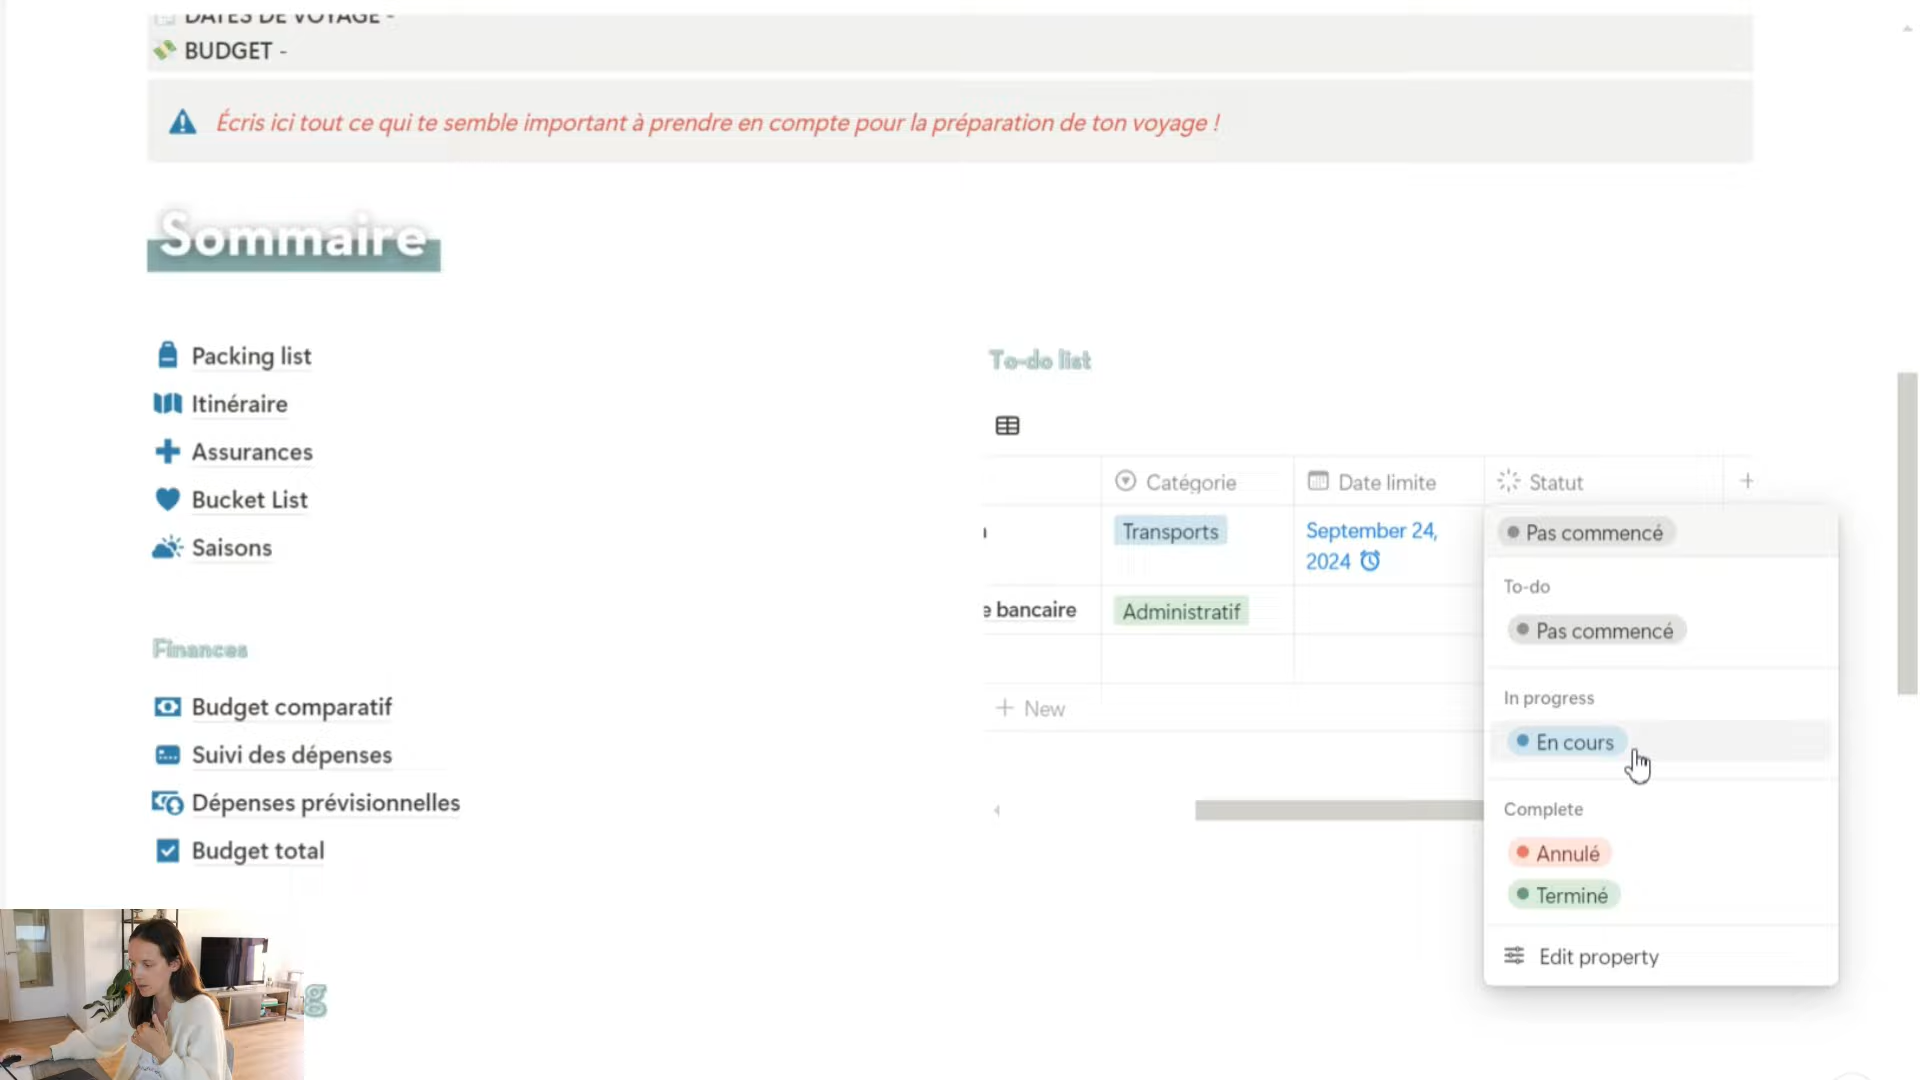 DATES DE VOYAGE -
BUDGET -
Écris ici tout ce qui te semble important à prendre en compte pour la préparation de ton voyage !
Sommaire
Packing list
Itinéraire
Assurances
Bucket List
Saisons
Finances
Budget comparatif
Suivi des dépenses
Dépenses prévisionnelles
Budget total
g
To-do list
Catégorie Date limite Statut
Transports September 24, 2024
e bancaire Administratif
New
Pas commencé
To-do
Pas commencé
In progress
En cours
Complete
Annulé
Terminé
Edit property